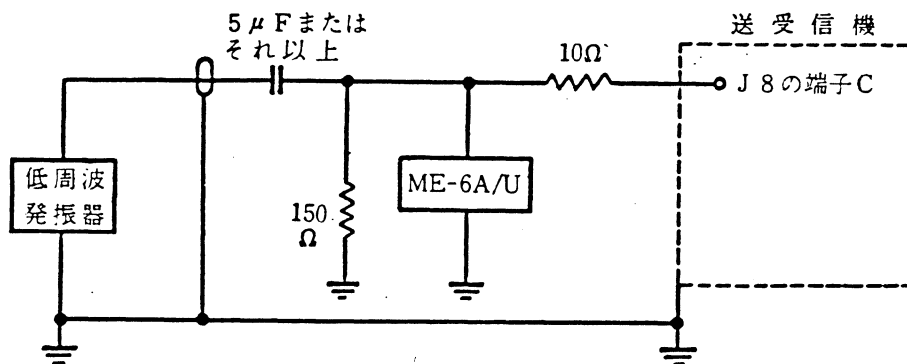 5μFまたは
それ以上
送受信機
10Ω
J8の端子C
低周波
発振器
ME-6A/U
150
Ω